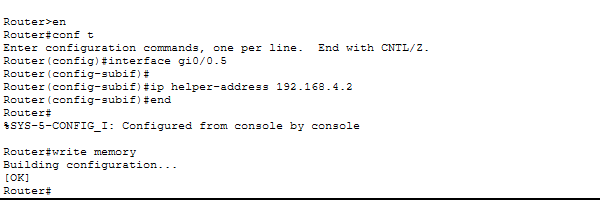 Router>en
Router#conf t
Enter configuration commands, one per line.  End with CNTL/Z.
Router(config)#interface gi0/0.5
Router(config-subif)#
Router(config-subif)#ip helper-address 192.168.4.2
Router(config-subif)#end
Router#
%SYS-5-CONFIG_I: Configured from console by console
Router#write memory
Building configuration...
[OK]
Router#